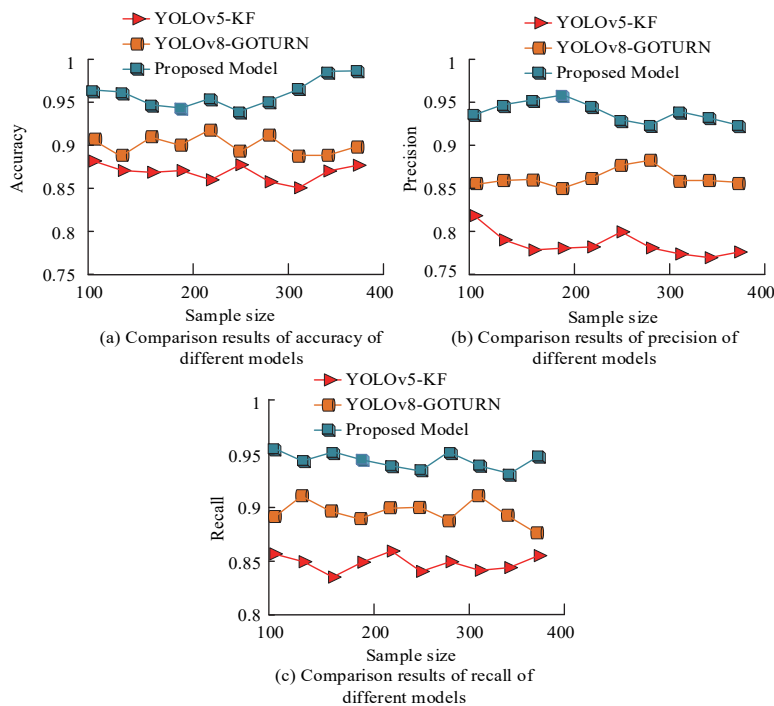 YOLOv5-KF
YOLOv8-GOTURN
Proposed Model
1
0.95
0.9
0.85
0.8
0.75
Accuracy
100 200 300 400
Sample size
(a) Comparison results of accuracy of
different models
YOLOv5-KF
YOLOv8-GOTURN
Proposed Model
1
0.95
0.9
0.85
0.8
0.75
Precision
100 200 300 400
Sample size
(b) Comparison results of precision of
different models
YOLOv5-KF
YOLOv8-GOTURN
Proposed Model
1
0.95
0.9
0.85
0.8
Recall
100 200 300 400
Sample size
(c) Comparison results of recall of
different models